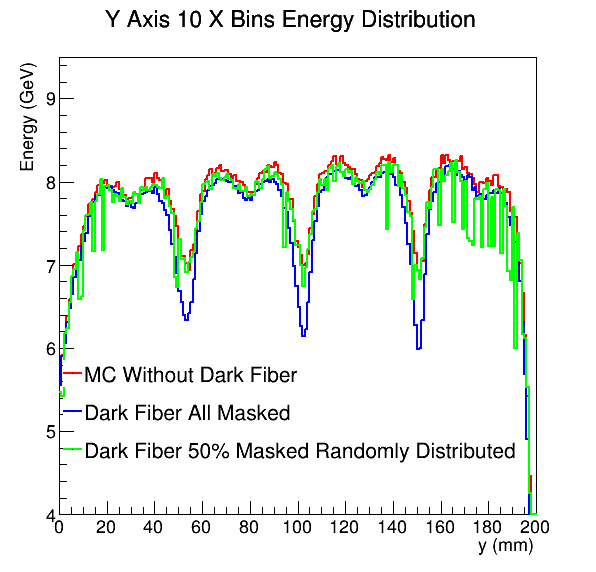 Y Axis 10 X Bins Energy Distribution
Energy (GeV)
9
8
7
6
MC Without Dark Fiber
Dark Fiber All Masked
5
Dark Fiber 50% Masked Randomly Distributed
4
0 20 40 60 80 100 120 140 160 180 200
y (mm)